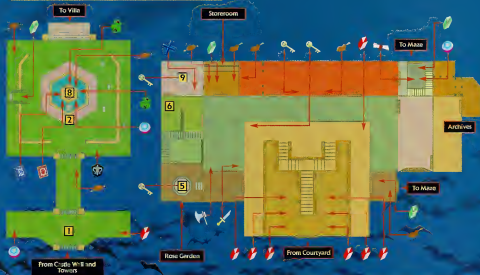 To Villa
Storeroom
To Maze
9
8
6
2
Archives
5
To Maze
1
Rose Garden
From Courtyard
From Castle Wall and
Towers